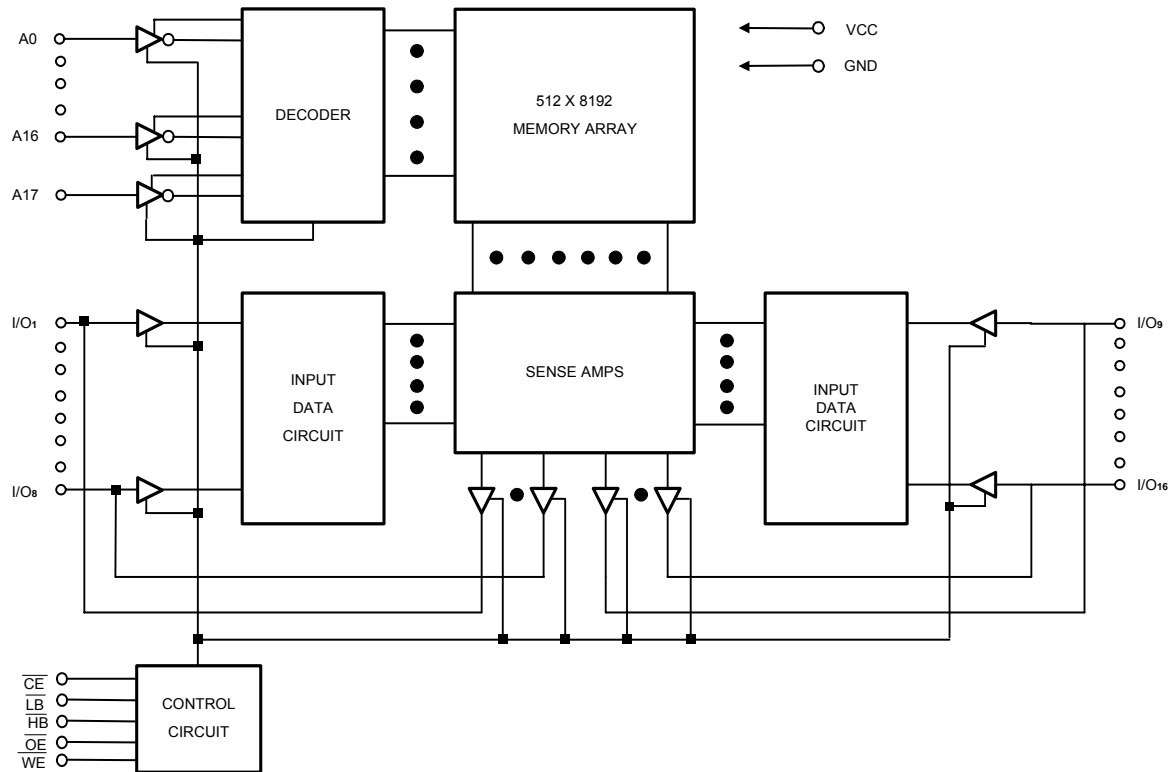 A0
A16
A17
DECODER
512 X 8192
MEMORY ARRAY
VCC
GND
I/O1
I/O8
INPUT
DATA
CIRCUIT
SENSE AMPS
INPUT
DATA
CIRCUIT
I/O9
I/O16
CE
LB
HB
OE
WE
CONTROL
CIRCUIT